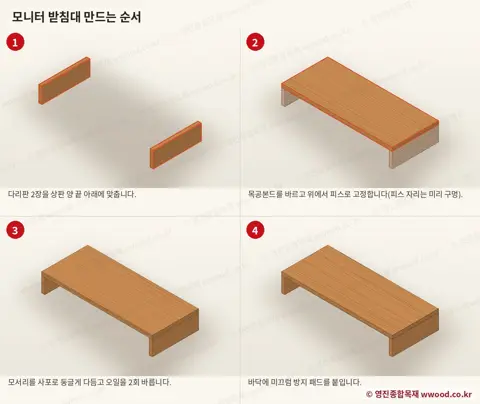 모니터 받침대 만드는 순서
1
2
다리판 2장을 상판 양 끝 아래에 맞춥니다.
목공본드를 바르고 위에서 피스로 고정합니다(피스 자리는 미리 구멍).
3
4
모서리를 사포로 둥글게 다듬고 오일을 2회 바릅니다.
바닥에 미끄럼 방지 패드를 붙입니다.
© 영진종합목재 wwood.co.kr